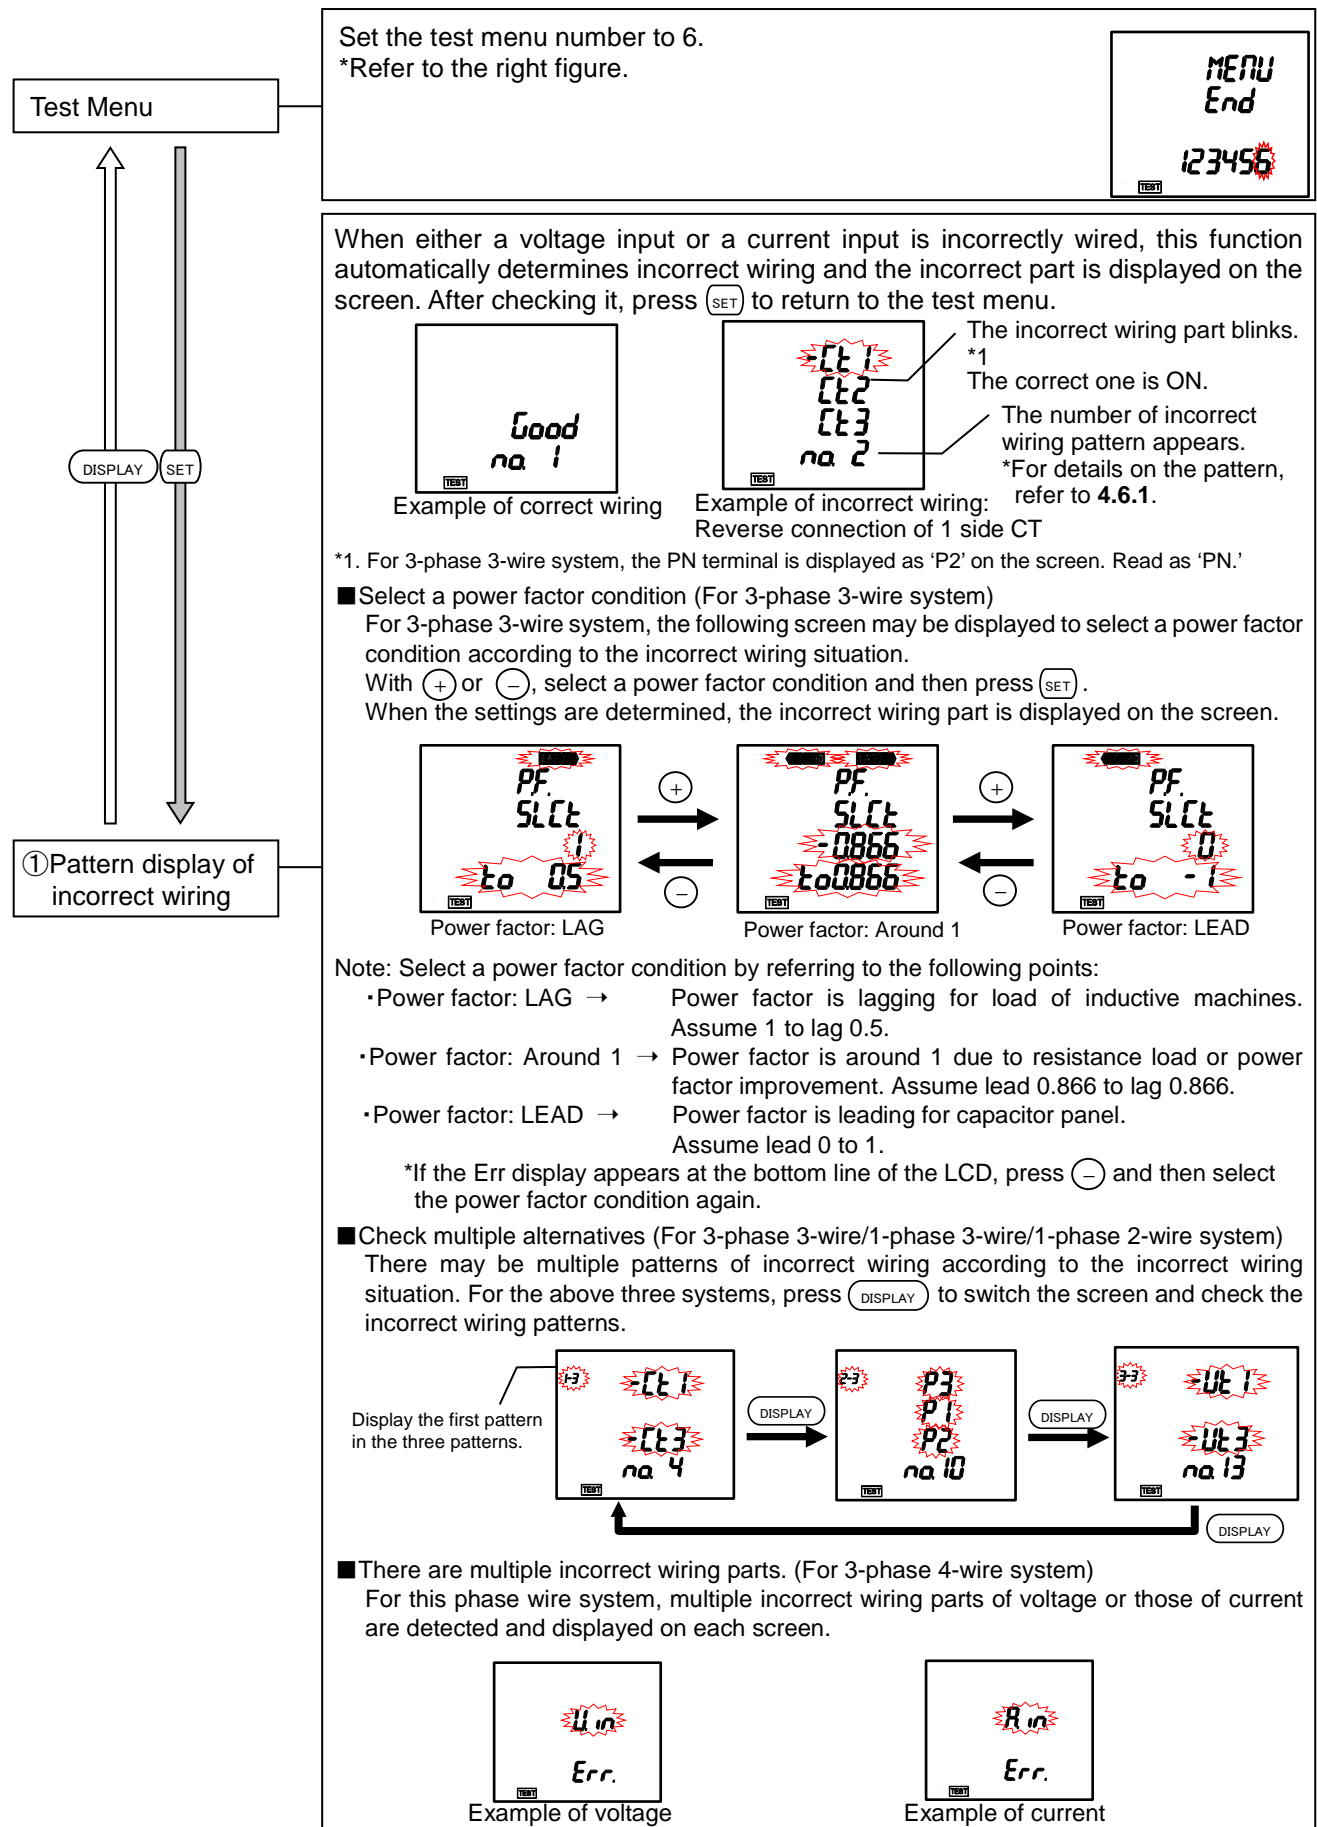 Set the test menu number to 6.
*Refer to the right figure.
MENU
End
123456
TEST
Test Menu
DISPLAY
SET
①Pattern display of
incorrect wiring
When either a voltage input or a current input is incorrectly wired, this function
automatically determines incorrect wiring and the incorrect part is displayed on the
screen. After checking it, press SET to return to the test menu.
Good
no. 1
TEST
Example of correct wiring
-Ct1
Ct2
Ct3
no. 2
TEST
Example of incorrect wiring:
Reverse connection of 1 side CT
The incorrect wiring part blinks.
*1
The correct one is ON.
The number of incorrect
wiring pattern appears.
*For details on the pattern,
refer to 4.6.1.
*1. For 3-phase 3-wire system, the PN terminal is displayed as ‘P2’ on the screen. Read as ‘PN.’
■Select a power factor condition (For 3-phase 3-wire system)
For 3-phase 3-wire system, the following screen may be displayed to select a power factor
condition according to the incorrect wiring situation.
With + or −, select a power factor condition and then press SET.
When the settings are determined, the incorrect wiring part is displayed on the screen.
P.F.
SLCt
1
to 0.5
TEST
Power factor: LAG
+
−
P.F.
SLCt
-0.866
to0.866
TEST
Power factor: Around 1
+
−
P.F.
SLCt
0
to -1
TEST
Power factor: LEAD
Note: Select a power factor condition by referring to the following points:
･Power factor: LAG → Power factor is lagging for load of inductive machines.
Assume 1 to lag 0.5.
･Power factor: Around 1 → Power factor is around 1 due to resistance load or power
factor improvement. Assume lead 0.866 to lag 0.866.
･Power factor: LEAD → Power factor is leading for capacitor panel.
Assume lead 0 to 1.
*If the Err display appears at the bottom line of the LCD, press − and then select
the power factor condition again.
■Check multiple alternatives (For 3-phase 3-wire/1-phase 3-wire/1-phase 2-wire system)
There may be multiple patterns of incorrect wiring according to the incorrect wiring
situation. For the above three systems, press DISPLAY to switch the screen and check the
incorrect wiring patterns.
Display the first pattern
in the three patterns.
1-3
-Ct1
-Ct3
no. 4
TEST
DISPLAY
2-3
P3
P1
P2
no.10
TEST
DISPLAY
3-3
-Ut1
-Ut3
no.13
TEST
DISPLAY
■There are multiple incorrect wiring parts. (For 3-phase 4-wire system)
For this phase wire system, multiple incorrect wiring parts of voltage or those of current
are detected and displayed on each screen.
U.in
Err.
TEST
Example of voltage
A.in
Err.
TEST
Example of current